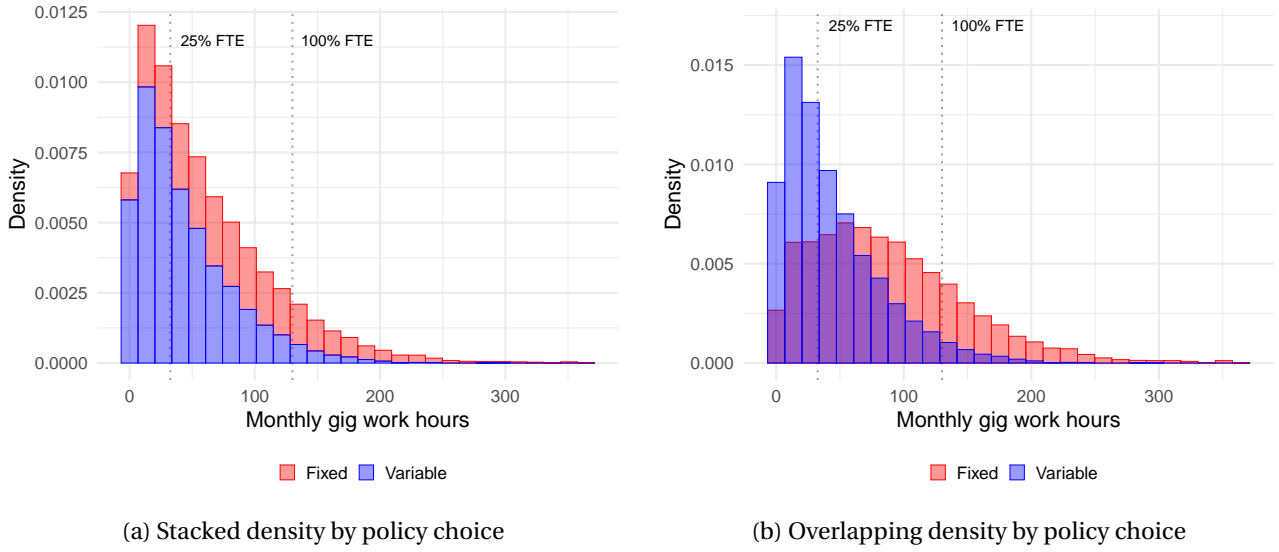 0.0125
0.0100
0.0075
0.0050
0.0025
0.0000
Density
25% FTE
100% FTE
0
100
200
300
Monthly gig work hours
Fixed
Variable
(a) Stacked density by policy choice
0.015
0.010
0.005
0.000
Density
25% FTE
100% FTE
0
100
200
300
Monthly gig work hours
Fixed
Variable
(b) Overlapping density by policy choice